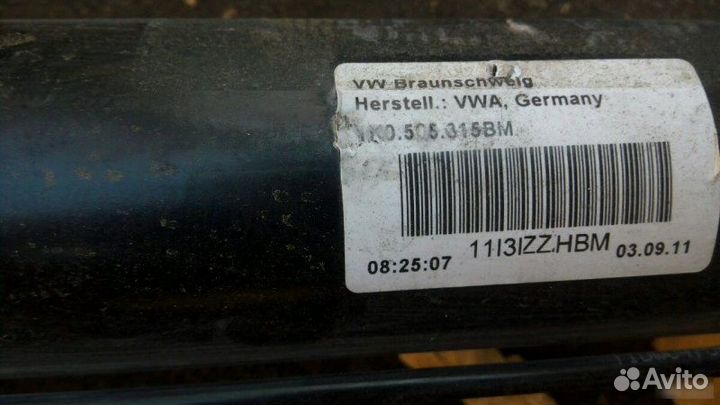 VW Braunschweig
Herstell.: VWA, Germany
1K0.505.315BM
08:25:07 11I3IZZ.HBM 03.09.11
Avito